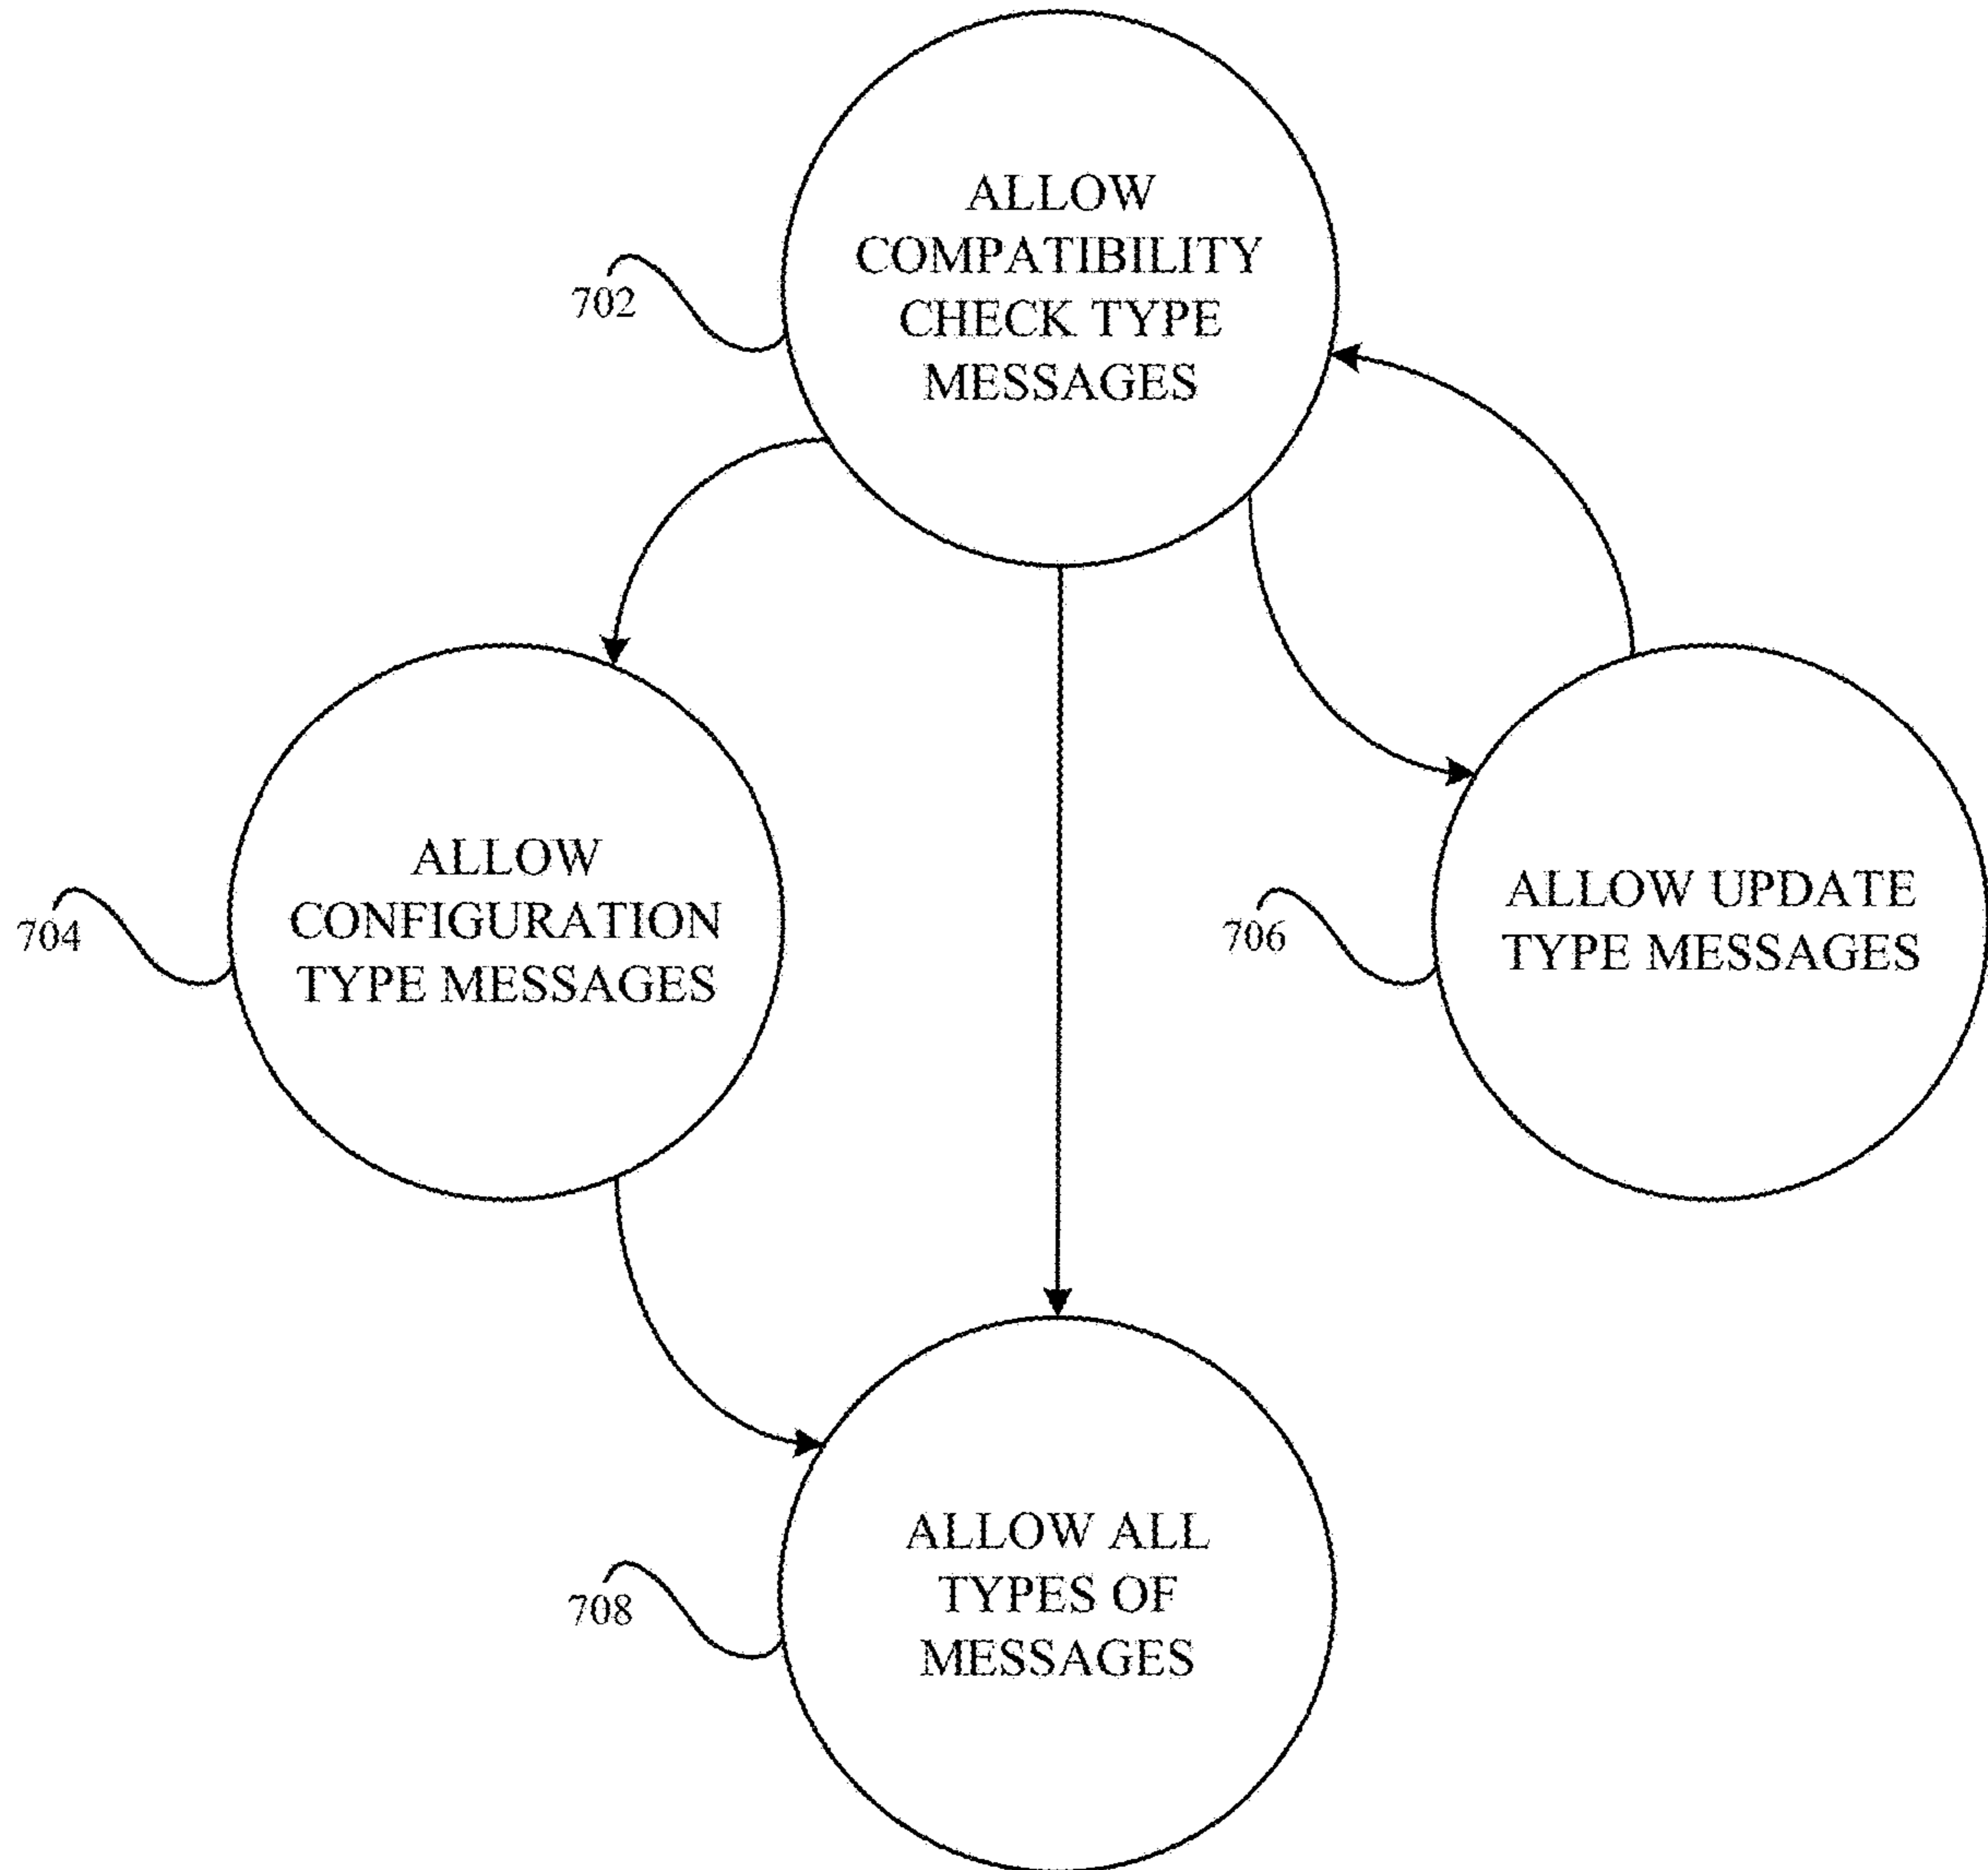 ALLOW
COMPATIBILITY
CHECK TYPE
MESSAGES
702
ALLOW
CONFIGURATION
TYPE MESSAGES
704
ALLOW UPDATE
TYPE MESSAGES
706
ALLOW ALL
TYPES OF
MESSAGES
708